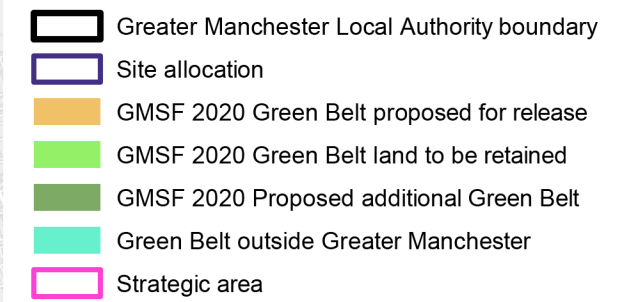 Greater Manchester Local Authority boundary
Site allocation
GMSF 2020 Green Belt proposed for release
GMSF 2020 Green Belt land to be retained
GMSF 2020 Proposed additional Green Belt
Green Belt outside Greater Manchester
Strategic area